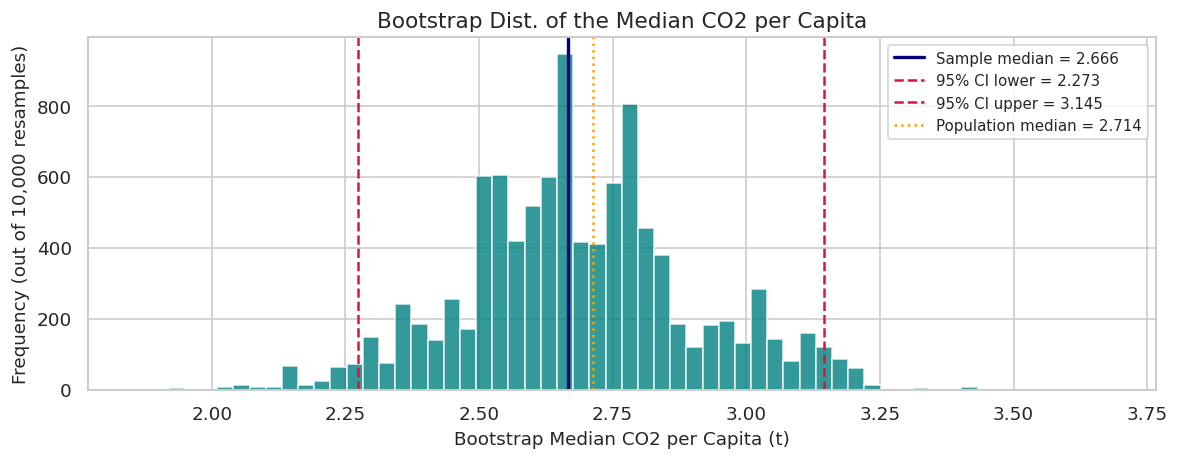 Bootstrap Dist. of the Median CO2 per Capita
Frequency (out of 10,000 resamples)
800
600
400
200
0
Sample median = 2.666
95% CI lower = 2.273
95% CI upper = 3.145
Population median = 2.714
2.00 2.25 2.50 2.75 3.00 3.25 3.50 3.75
Bootstrap Median CO2 per Capita (t)